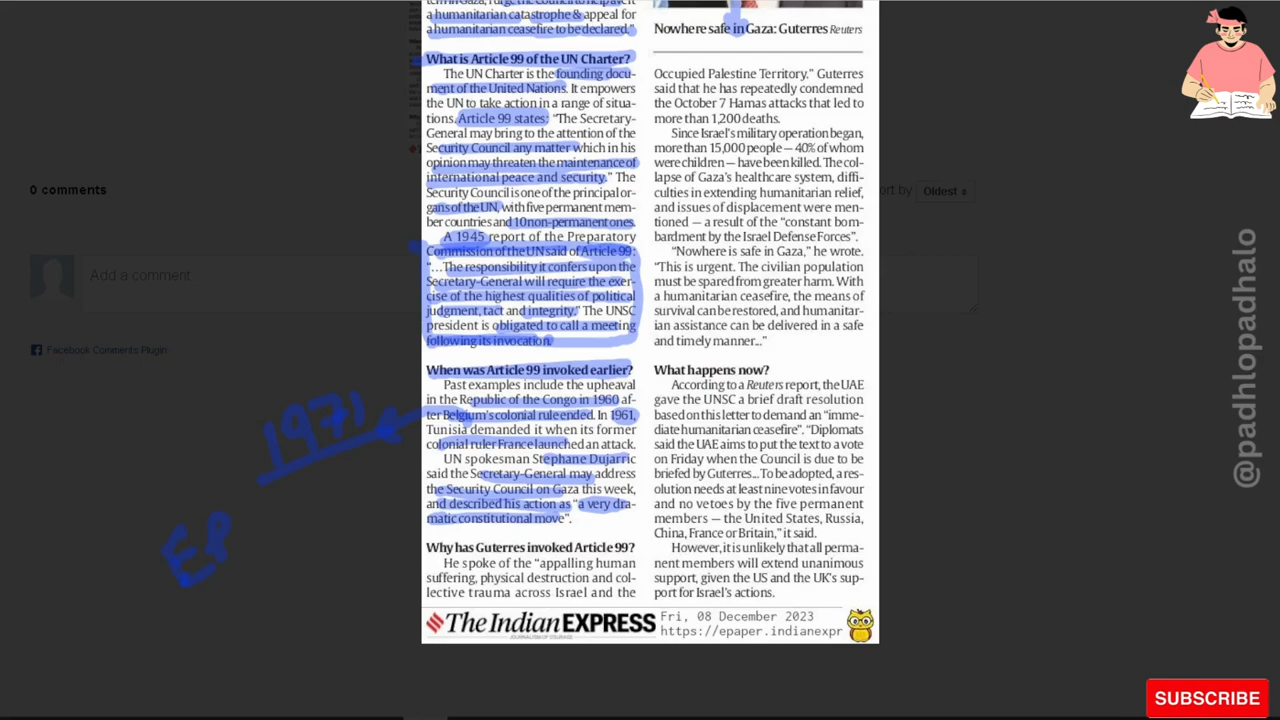 a humanitarian catastrophe & appeal for
a humanitarian ceasefire to be declared.”
What is Article 99 of the UN Charter?
The UN Charter is the founding docu-
ment of the United Nations. It empowers
the UN to take action in a range of situa-
tions. Article 99 states: “The Secretary-
General may bring to the attention of the
Security Council any matter which in his
opinion may threaten the maintenance of
international peace and security.” The
Security Council is one of the principal or-
gans of the UN, with five permanent mem-
ber countries and 10 non-permanent ones.
A 1945 report of the Preparatory
Commission of the UN said of Article 99:
“...The responsibility it confers upon the
Secretary-General will require the exer-
cise of the highest qualities of political
judgment, tact and integrity.” The UNSC
president is obligated to call a meeting
following its invocation.
When was Article 99 invoked earlier?
Past examples include the upheaval
in the Republic of the Congo in 1960 af-
ter Belgium’s colonial rule ended. In 1961,
Tunisia demanded it when its former
colonial ruler France launched an attack.
UN spokesman Stephane Dujarric
said the Secretary-General may address
the Security Council on Gaza this week,
and described his action as “a very dra-
matic constitutional move”.
Why has Guterres invoked Article 99?
He spoke of the “appalling human
suffering, physical destruction and col-
lective trauma across Israel and the
Nowhere safe in Gaza: Guterres Reuters
Occupied Palestine Territory.” Guterres
said that he has repeatedly condemned
the October 7 Hamas attacks that led to
more than 1,200 deaths.
Since Israel’s military operation began,
more than 15,000 people — 40% of whom
were children — have been killed. The col-
lapse of Gaza’s healthcare system, diffi-
culties in extending humanitarian relief,
and issues of displacement were men-
tioned — a result of the “constant bom-
bardment by the Israel Defense Forces”.
“Nowhere is safe in Gaza,” he wrote.
“This is urgent. The civilian population
must be spared from greater harm. With
a humanitarian ceasefire, the means of
survival can be restored, and humanitar-
ian assistance can be delivered in a safe
and timely manner...”
What happens now?
According to a Reuters report, the UAE
gave the UNSC a brief draft resolution
based on this letter to demand an “imme-
diate humanitarian ceasefire”. “Diplomats
said the UAE aims to put the text to a vote
on Friday when the Council is due to be
briefed by Guterres... To be adopted, a res-
olution needs at least nine votes in favour
and no vetoes by the five permanent
members — the United States, Russia,
China, France or Britain,” it said.
However, it is unlikely that all perma-
nent members will extend unanimous
support, given the US and the UK’s sup-
port for Israel’s actions.
The Indian EXPRESS
JOURNALISM OF COURAGE
Fri, 08 December 2023
https://epaper.indianexpr
0 comments
Oldest
Add a comment
Facebook Comments Plugin
1971
EP
@padhlopadhalo
SUBSCRIBE